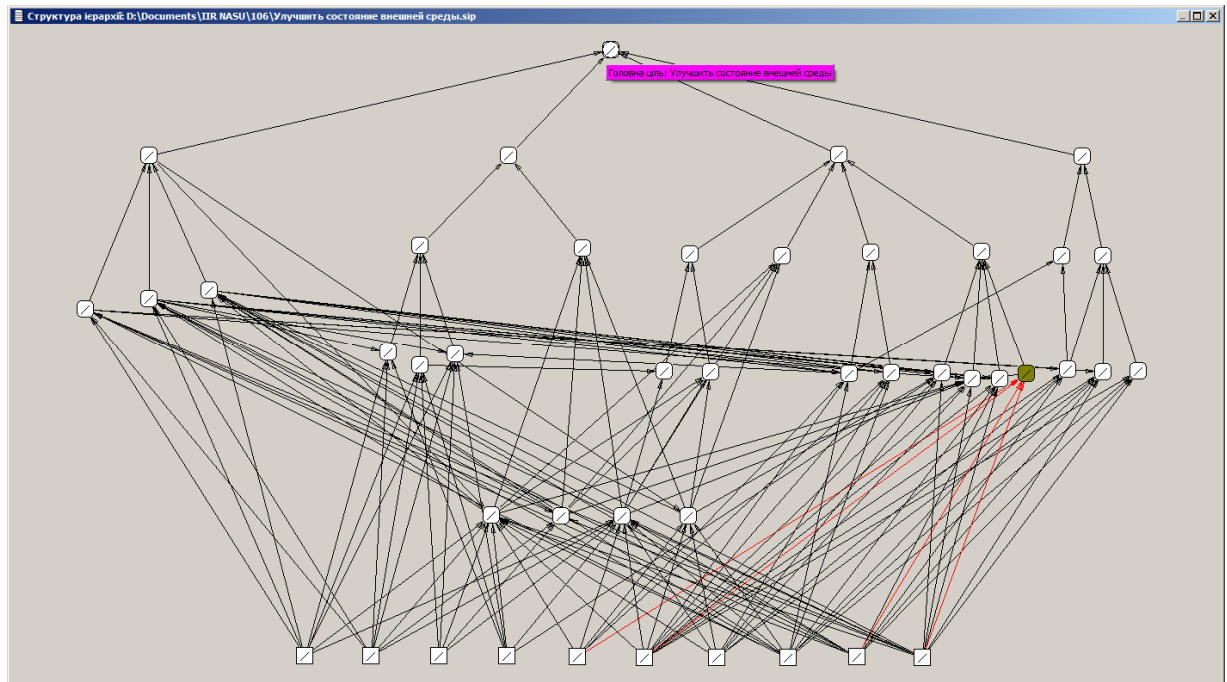 Структура ієрархії: D:\Documents\IIR NASU\106\Улучшить состояние внешней среды.sip
Головна ціль: Улучшить состояние внешней среды